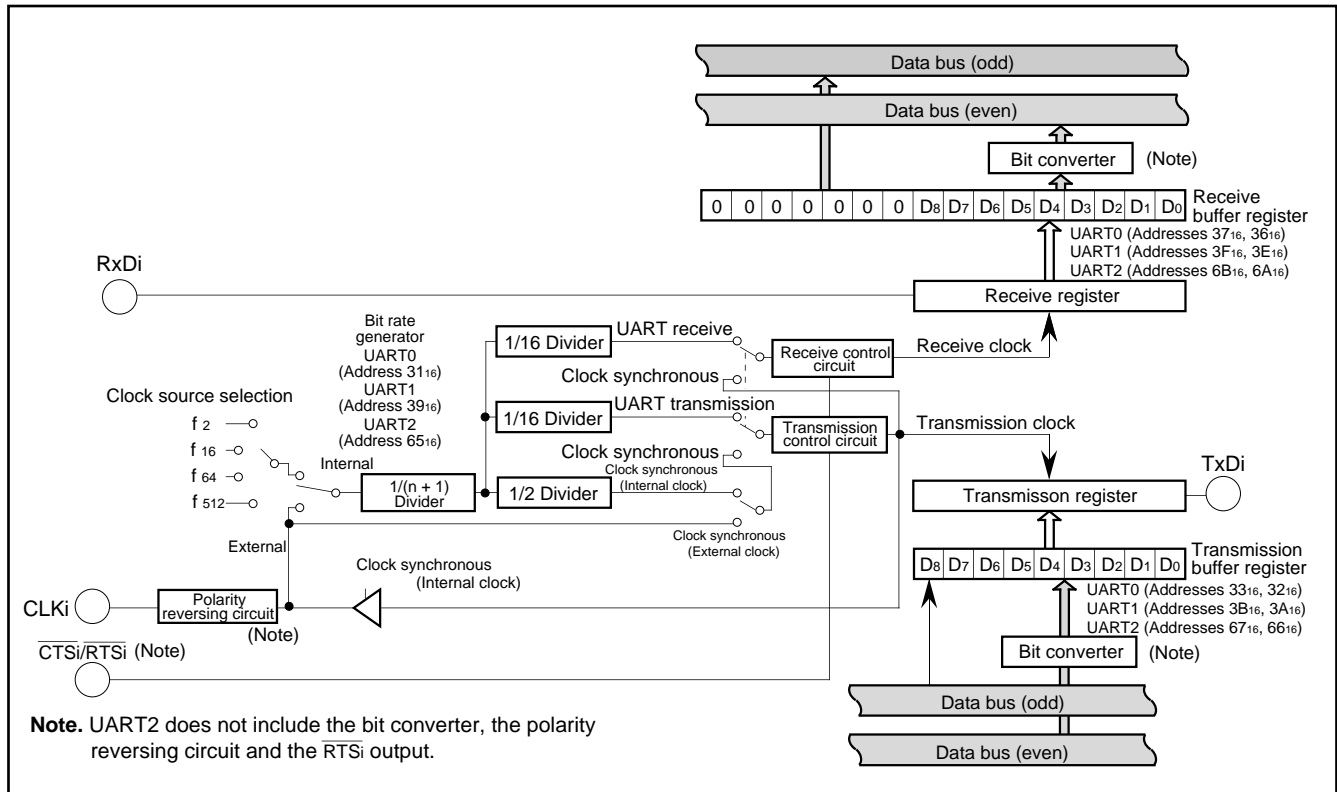 Data bus (odd)
Data bus (even)
Bit converter
(Note)
0 0 0 0 0 0 0 D8 D7 D6 D5 D4 D3 D2 D1 D0
Receive
buffer register
UART0 (Addresses 3716, 3616)
UART1 (Addresses 3F16, 3E16)
UART2 (Addresses 6B16, 6A16)
RxDi
Receive register
Bit rate
generator
UART0
(Address 3116)
UART1
(Address 3916)
UART2
(Address 6516)
1/16 Divider
UART receive
Receive control
circuit
Receive clock
Clock synchronous
Clock source selection
f 2
f 16
f 64
f 512
1/16 Divider
UART transmission
Transmission
control circuit
Transmission clock
Clock synchronous
Internal
1/(n + 1)
Divider
1/2 Divider
Clock synchronous
(Internal clock)
Transmisson register
TxDi
External
Clock synchronous
(External clock)
Clock synchronous
(Internal clock)
D8 D7 D6 D5 D4 D3 D2 D1 D0
Transmission
buffer register
UART0 (Addresses 3316, 3216)
UART1 (Addresses 3B16, 3A16)
UART2 (Addresses 6716, 6616)
CLKi
Polarity
reversing circuit
(Note)
CTSi/RTSi (Note)
Bit converter
(Note)
Data bus (odd)
Data bus (even)
Note. UART2 does not include the bit converter, the polarity
reversing circuit and the RTSi output.